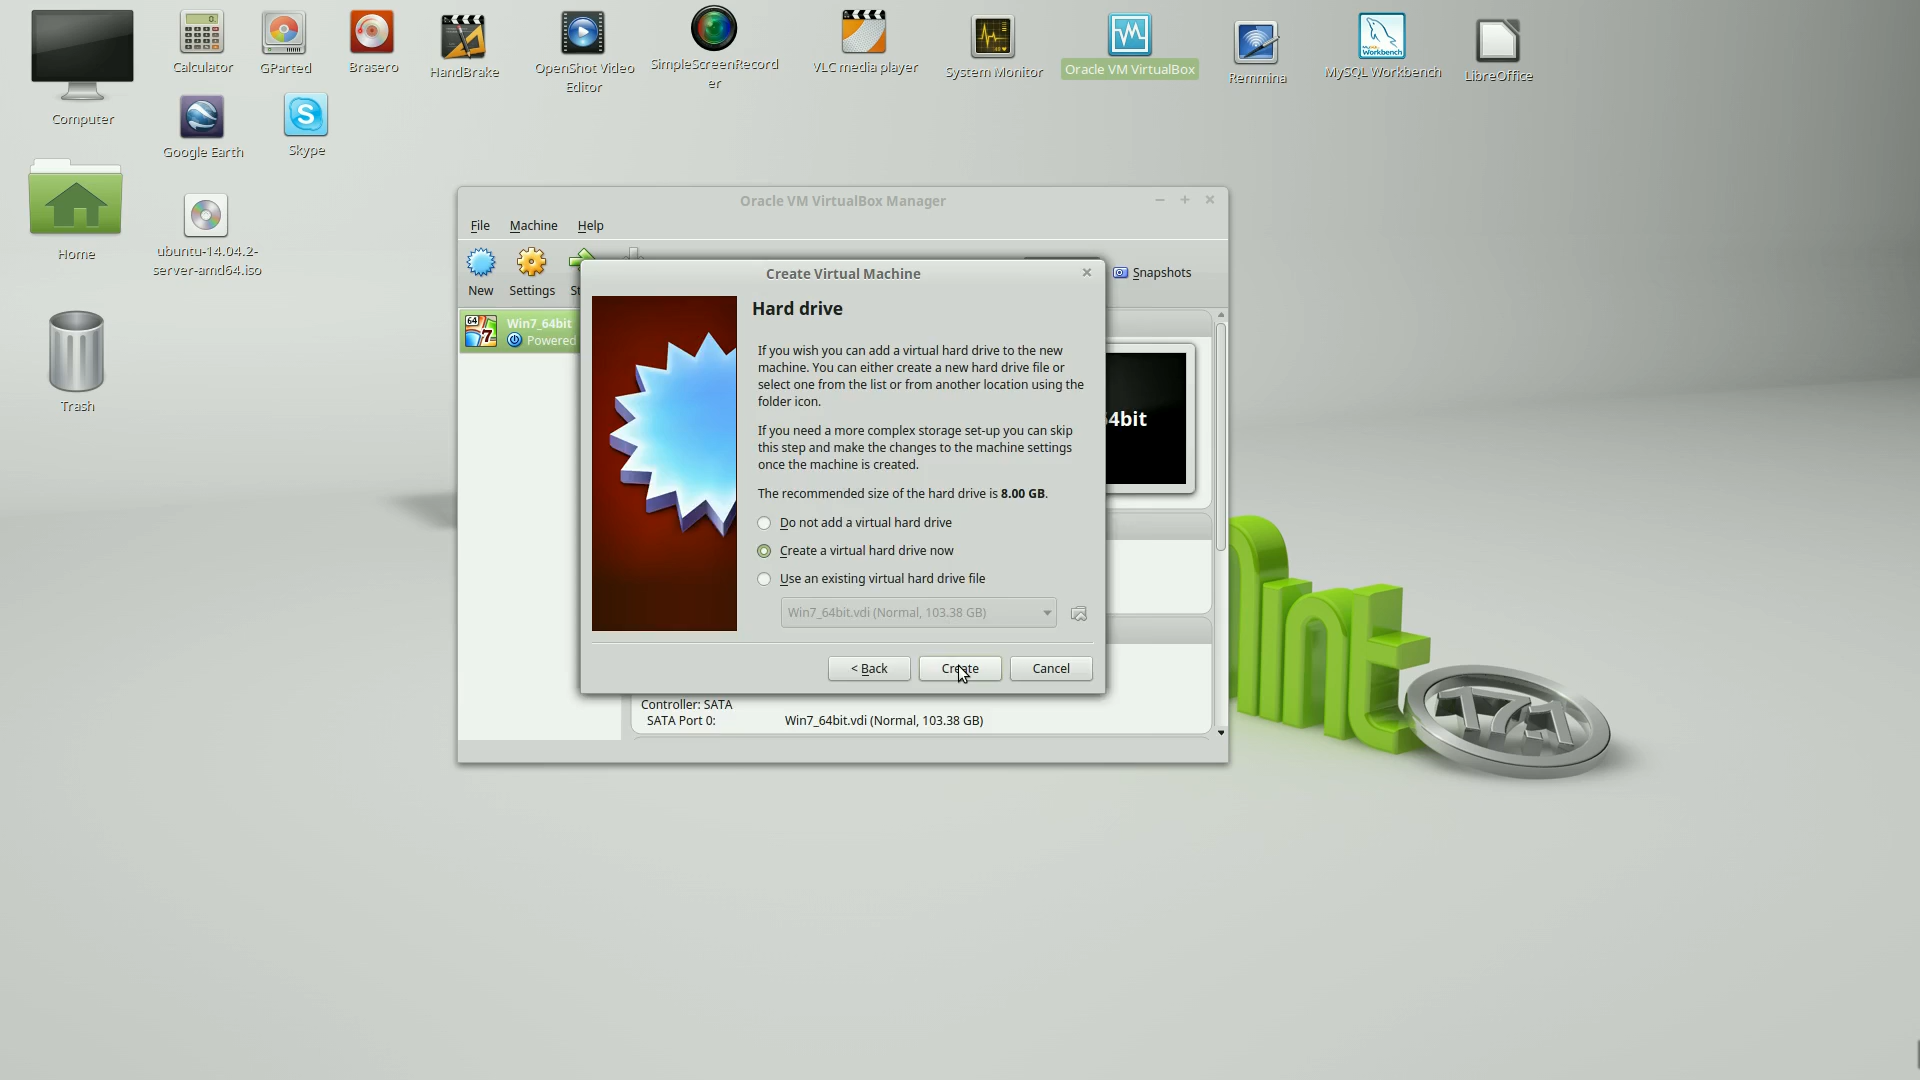 Computer
Calculator
GParted
Brasero
HandBrake
OpenShot Video
Editor
SimpleScreenRecord
er
VLC media player
System Monitor
Oracle VM VirtualBox
Remmina
MySQL Workbench
LibreOffice
Google Earth
Skype
Home
ubuntu-14.04.2-
server-amd64.iso
Trash
Oracle VM VirtualBox Manager
File Machine Help
New Settings St
Snapshots
64
7
Win7_64bit
Powered
Create Virtual Machine
Hard drive
If you wish you can add a virtual hard drive to the new
machine. You can either create a new hard drive file or
select one from the list or from another location using the
folder icon.
If you need a more complex storage set-up you can skip
this step and make the changes to the machine settings
once the machine is created.
The recommended size of the hard drive is 8.00 GB.
Do not add a virtual hard drive
Create a virtual hard drive now
Use an existing virtual hard drive file
Win7_64bit.vdi (Normal, 103.38 GB)
< Back Create Cancel
4bit
Controller: SATA
SATA Port 0: Win7_64bit.vdi (Normal, 103.38 GB)
int
17.1